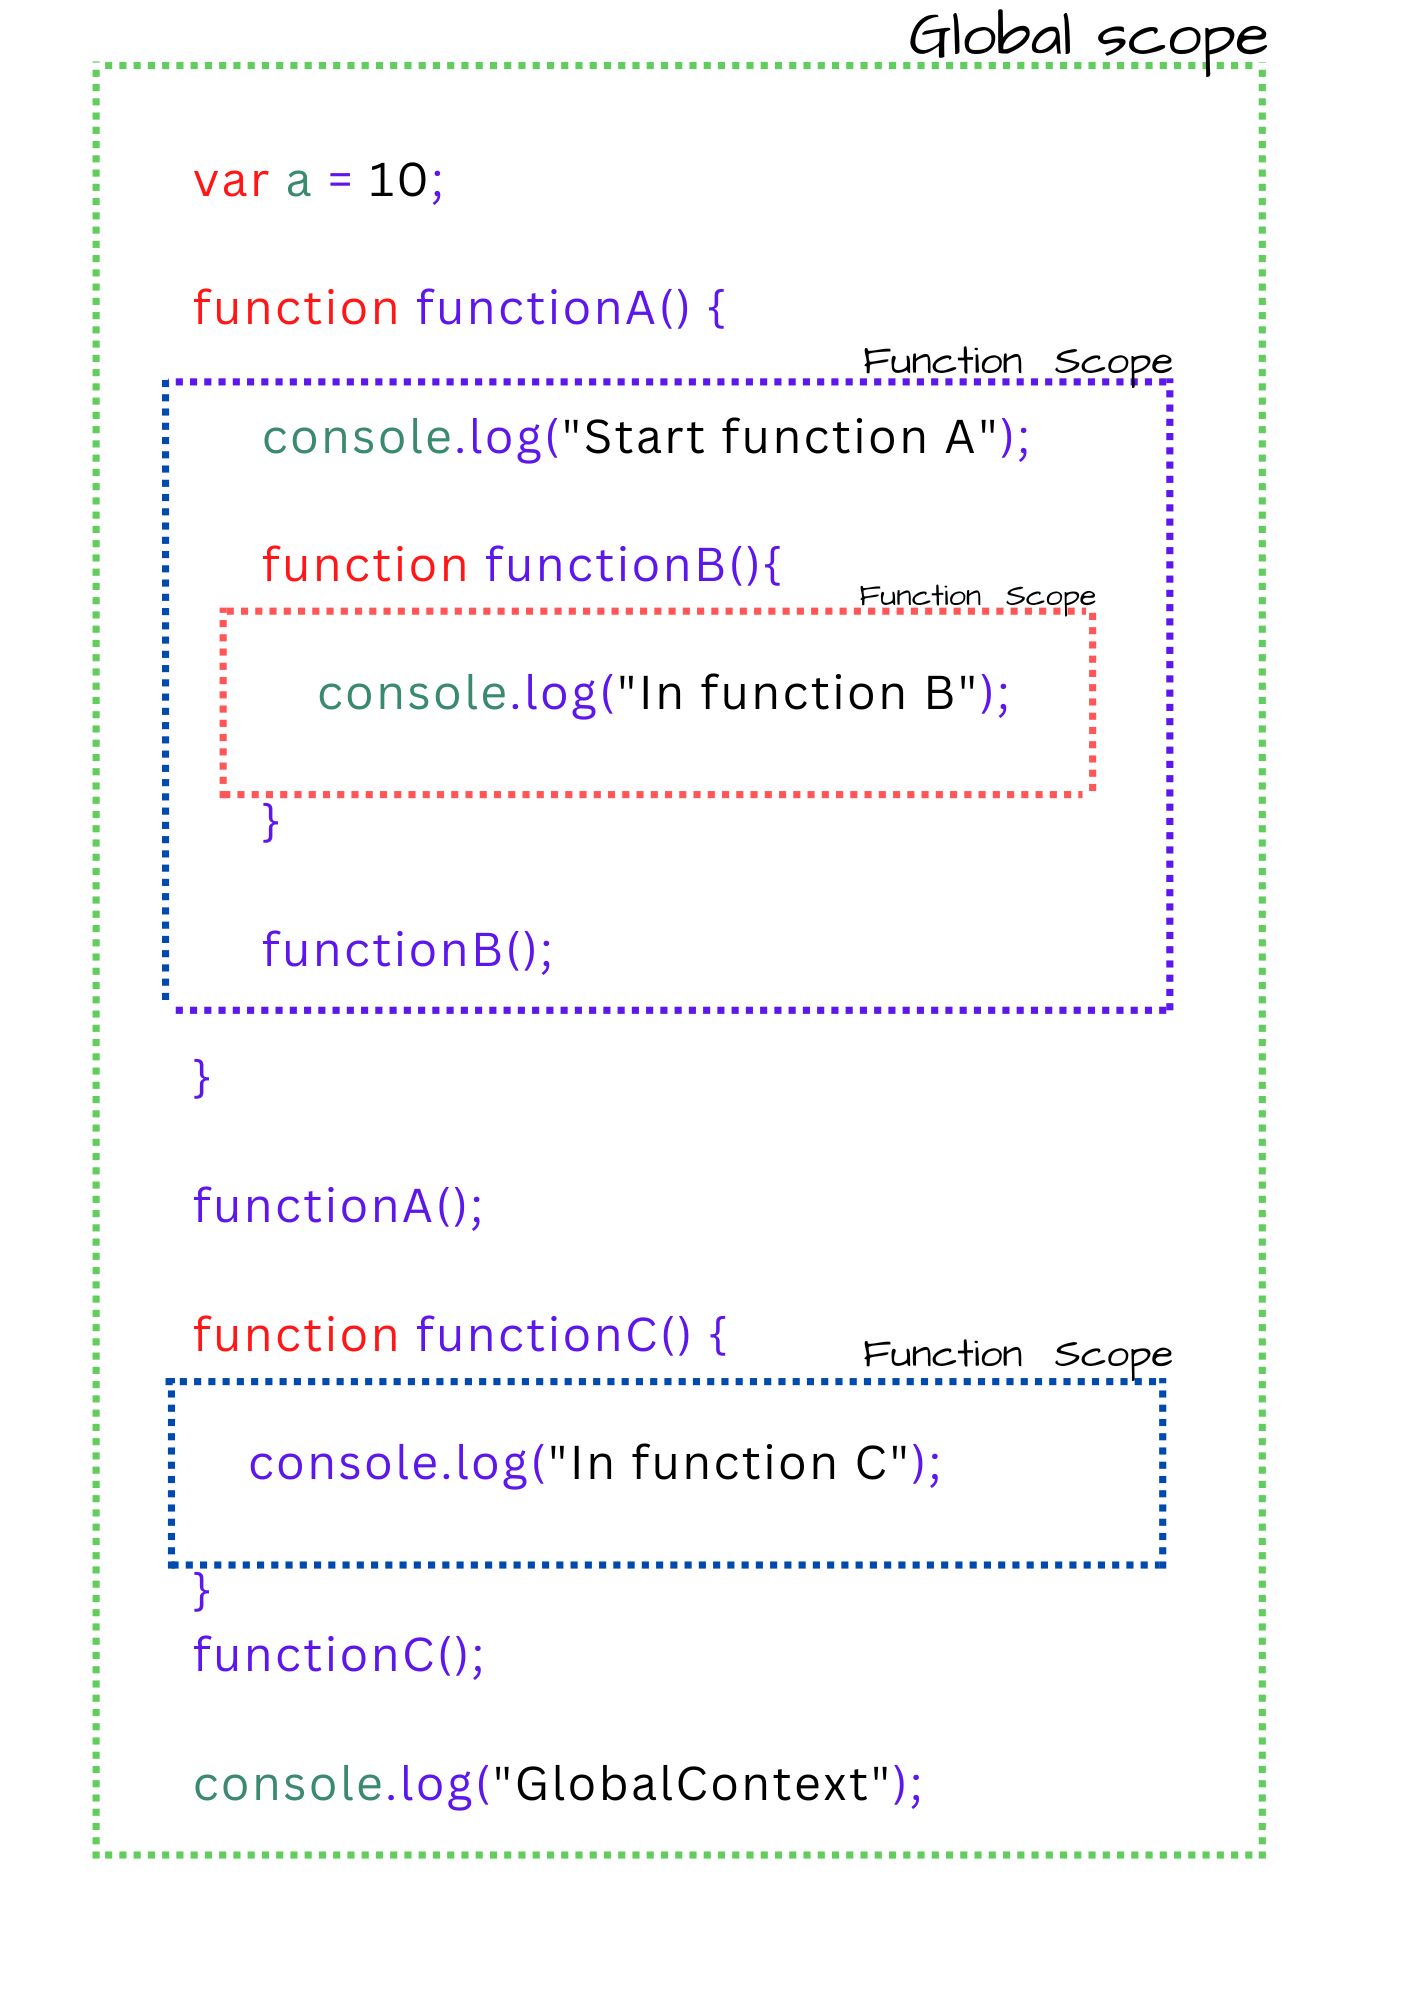 Global scope
var a = 10;
function functionA() {
Function Scope
console.log("Start function A");
function functionB(){
Function Scope
console.log("In function B");
}
functionB();
}
functionA();
function functionC() {
Function Scope
console.log("In function C");
}
functionC();
console.log("GlobalContext");